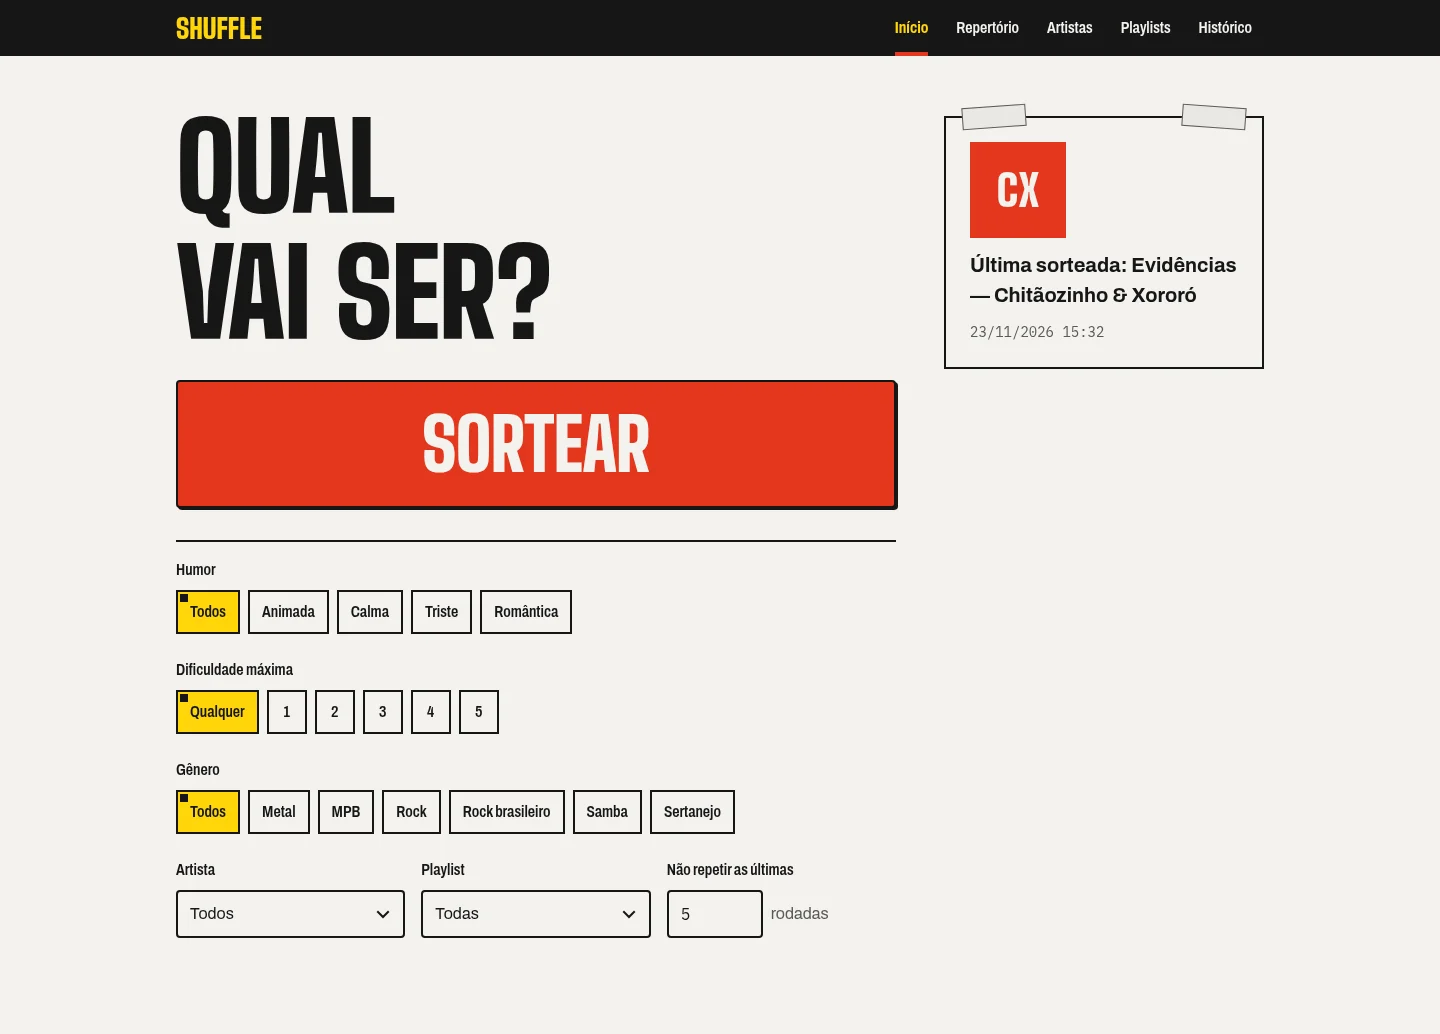 SHUFFLE
Início Repertório Artistas Playlists Histórico
QUAL
VAI SER?
SORTEAR
CX
Última sorteada: Evidências
— Chitãozinho & Xororó
23/11/2026 15:32
Humor
Todos Animada Calma Triste Romântica
Dificuldade máxima
Qualquer 1 2 3 4 5
Gênero
Todos Metal MPB Rock Rock brasileiro Samba Sertanejo
Artista Playlist Não repetir as últimas
Todos Todas 5 rodadas